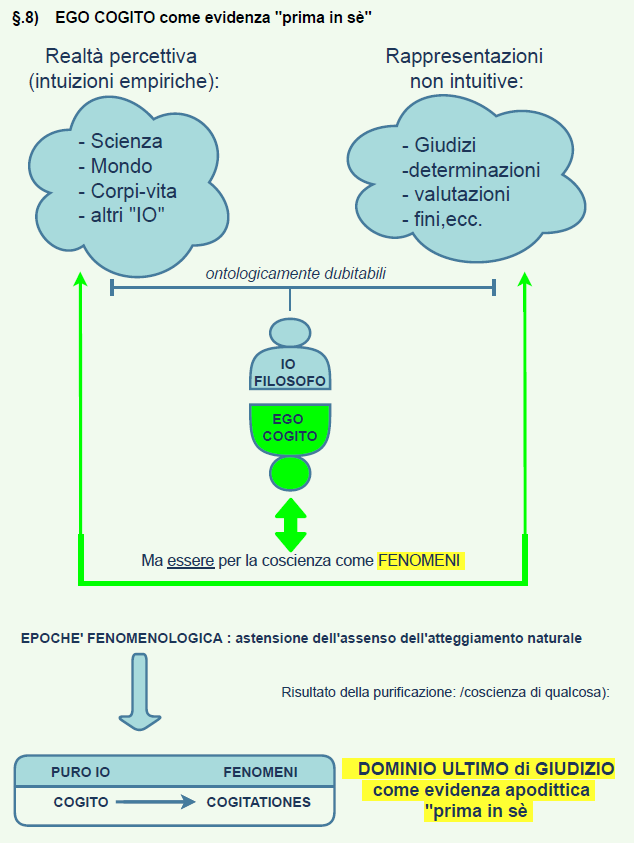 §.8) EGO COGITO come evidenza "prima in sè"
Realtà percettiva
(intuizioni empiriche):
- Scienza
- Mondo
- Corpi-vita
- altri "IO"
Rappresentazioni
non intuitive:
- Giudizi
-determinazioni
- valutazioni
- fini,ecc.
ontologicamente dubitabili
IO
FILOSOFO
EGO
COGITO
Ma essere per la coscienza come FENOMENI
EPOCHE' FENOMENOLOGICA : astensione dell'assenso dell'atteggiamento naturale
Risultato della purificazione: /coscienza di qualcosa):
PURO IO FENOMENI
COGITO COGITATIONES
DOMINIO ULTIMO di GIUDIZIO
come evidenza apodittica
"prima in sè